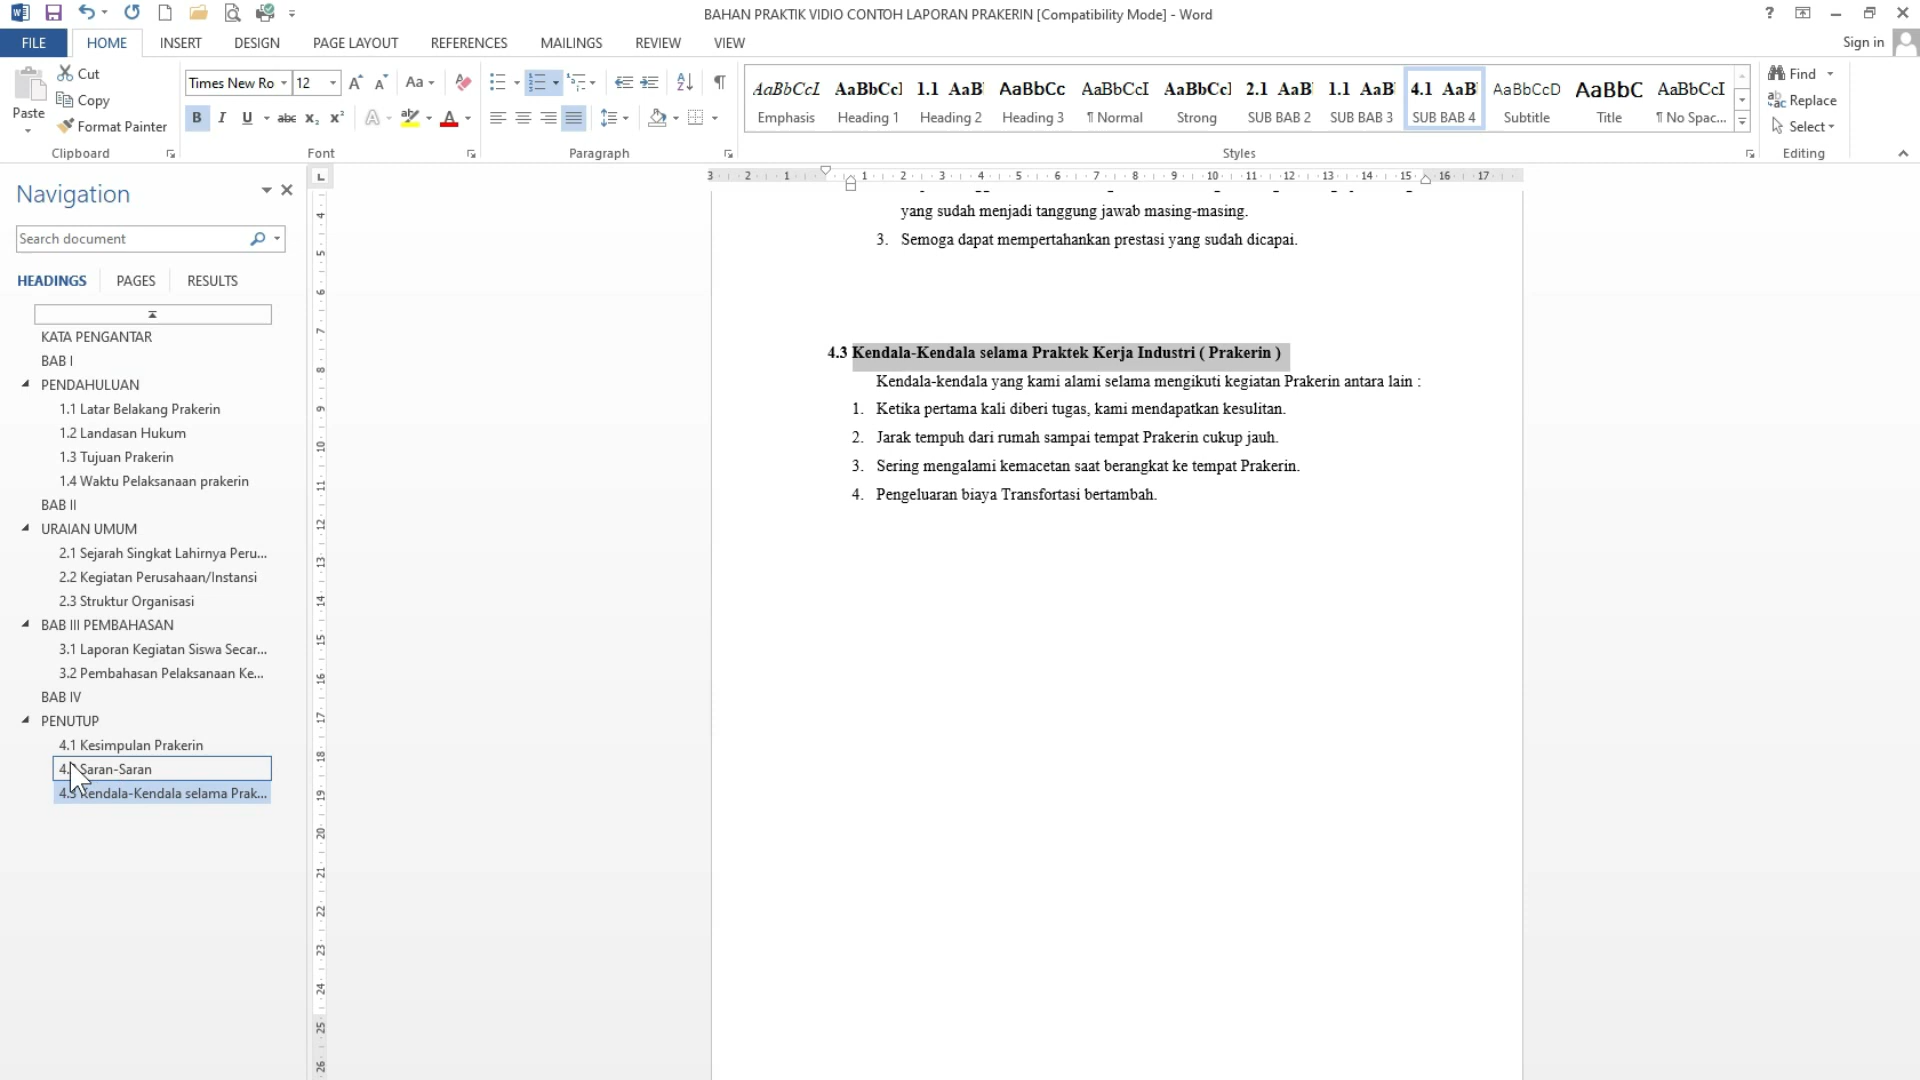 BAHAN PRAKTIK VIDIO CONTOH LAPORAN PRAKERIN [Compatibility Mode] - Word
FILE HOME INSERT DESIGN PAGE LAYOUT REFERENCES MAILINGS REVIEW VIEW Sign in
Paste
Cut
Copy
Format Painter
Clipboard
Times New Ro 12
Font
Paragraph
AaBbCcI AaBbCcI 1.1 AaB AaBbCc AaBbCcI AaBbCcI 2.1 AaB 1.1 AaB 4.1 AaB AaBbCcD AaBbC AaBbCcI
Emphasis Heading 1 Heading 2 Heading 3 ¶ Normal Strong SUB BAB 2 SUB BAB 3 SUB BAB 4 Subtitle Title ¶ No Spac...
Styles
Find
Replace
Select
Editing
Navigation
Search document
HEADINGS PAGES RESULTS
KATA PENGANTAR
BAB I
PENDAHULUAN
1.1 Latar Belakang Prakerin
1.2 Landasan Hukum
1.3 Tujuan Prakerin
1.4 Waktu Pelaksanaan prakerin
BAB II
URAIAN UMUM
2.1 Sejarah Singkat Lahirnya Peru...
2.2 Kegiatan Perusahaan/Instansi
2.3 Struktur Organisasi
BAB III PEMBAHASAN
3.1 Laporan Kegiatan Siswa Secar...
3.2 Pembahasan Pelaksanaan Ke...
BAB IV
PENUTUP
4.1 Kesimpulan Prakerin
Saran-Saran
Kendala-Kendala selama Prak...
yang sudah menjadi tanggung jawab masing-masing.
3. Semoga dapat mempertahankan prestasi yang sudah dicapai.
4.3 Kendala-Kendala selama Praktek Kerja Industri ( Prakerin )
Kendala-kendala yang kami alami selama mengikuti kegiatan Prakerin antara lain :
1. Ketika pertama kali diberi tugas, kami mendapatkan kesulitan.
2. Jarak tempuh dari rumah sampai tempat Prakerin cukup jauh.
3. Sering mengalami kemacetan saat berangkat ke tempat Prakerin.
4. Pengeluaran biaya Transfortasi bertambah.